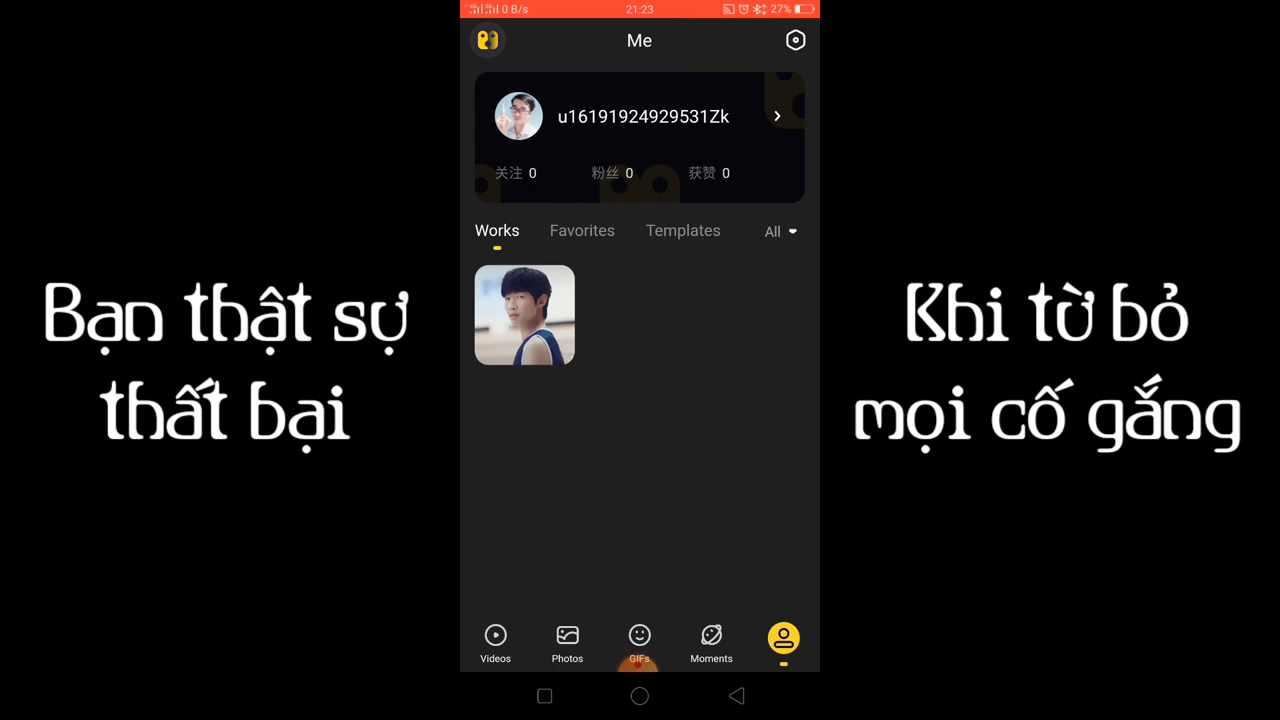 0 B/s 21:23 27%
Me
u16191924929531Zk
关注 0 粉丝 0 获赞 0
Works Favorites Templates All
Bạn thật sự
thất bại
Khi từ bỏ
mọi cố gắng
Videos Photos GIFs Moments